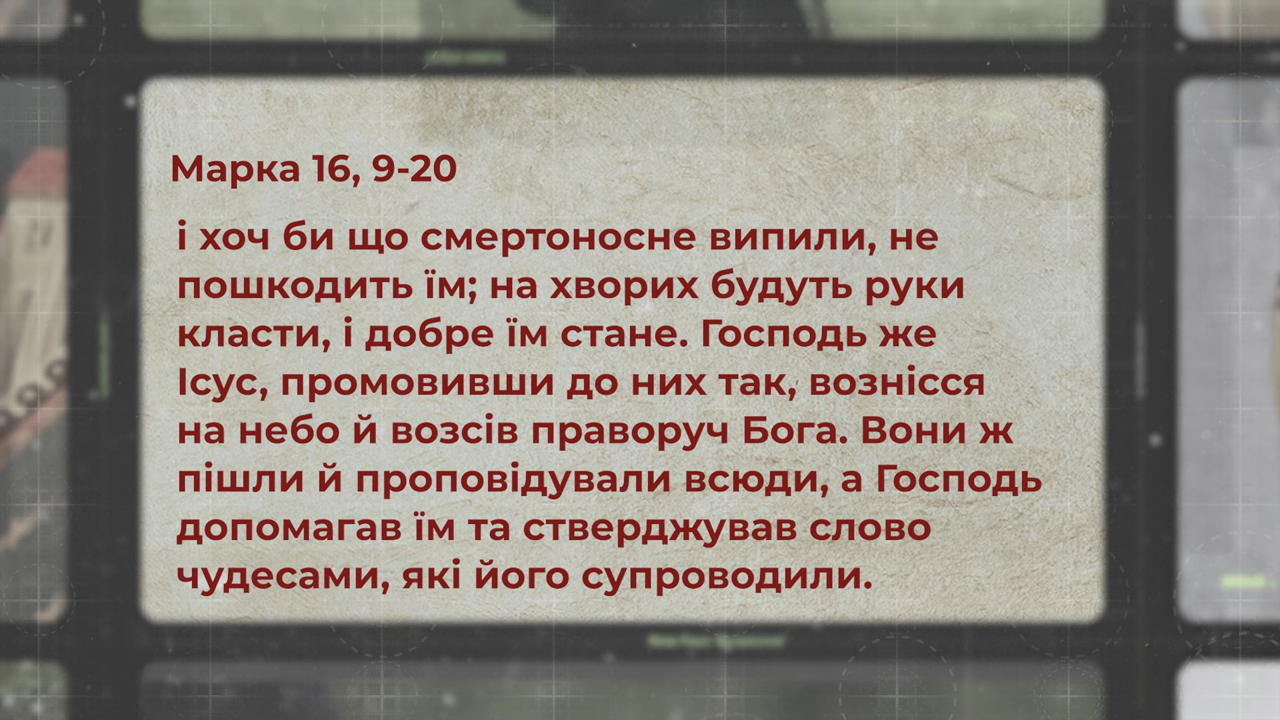 Марка 16, 9-20
і хоч би що смертоносне випили, не
пошкодить їм; на хворих будуть руки
класти, і добре їм стане. Господь же
Ісус, промовивши до них так, вознісся
на небо й возсів праворуч Бога. Вони ж
пішли й проповідували всюди, а Господь
допомагав їм та стверджував слово
чудесами, які його супроводили.